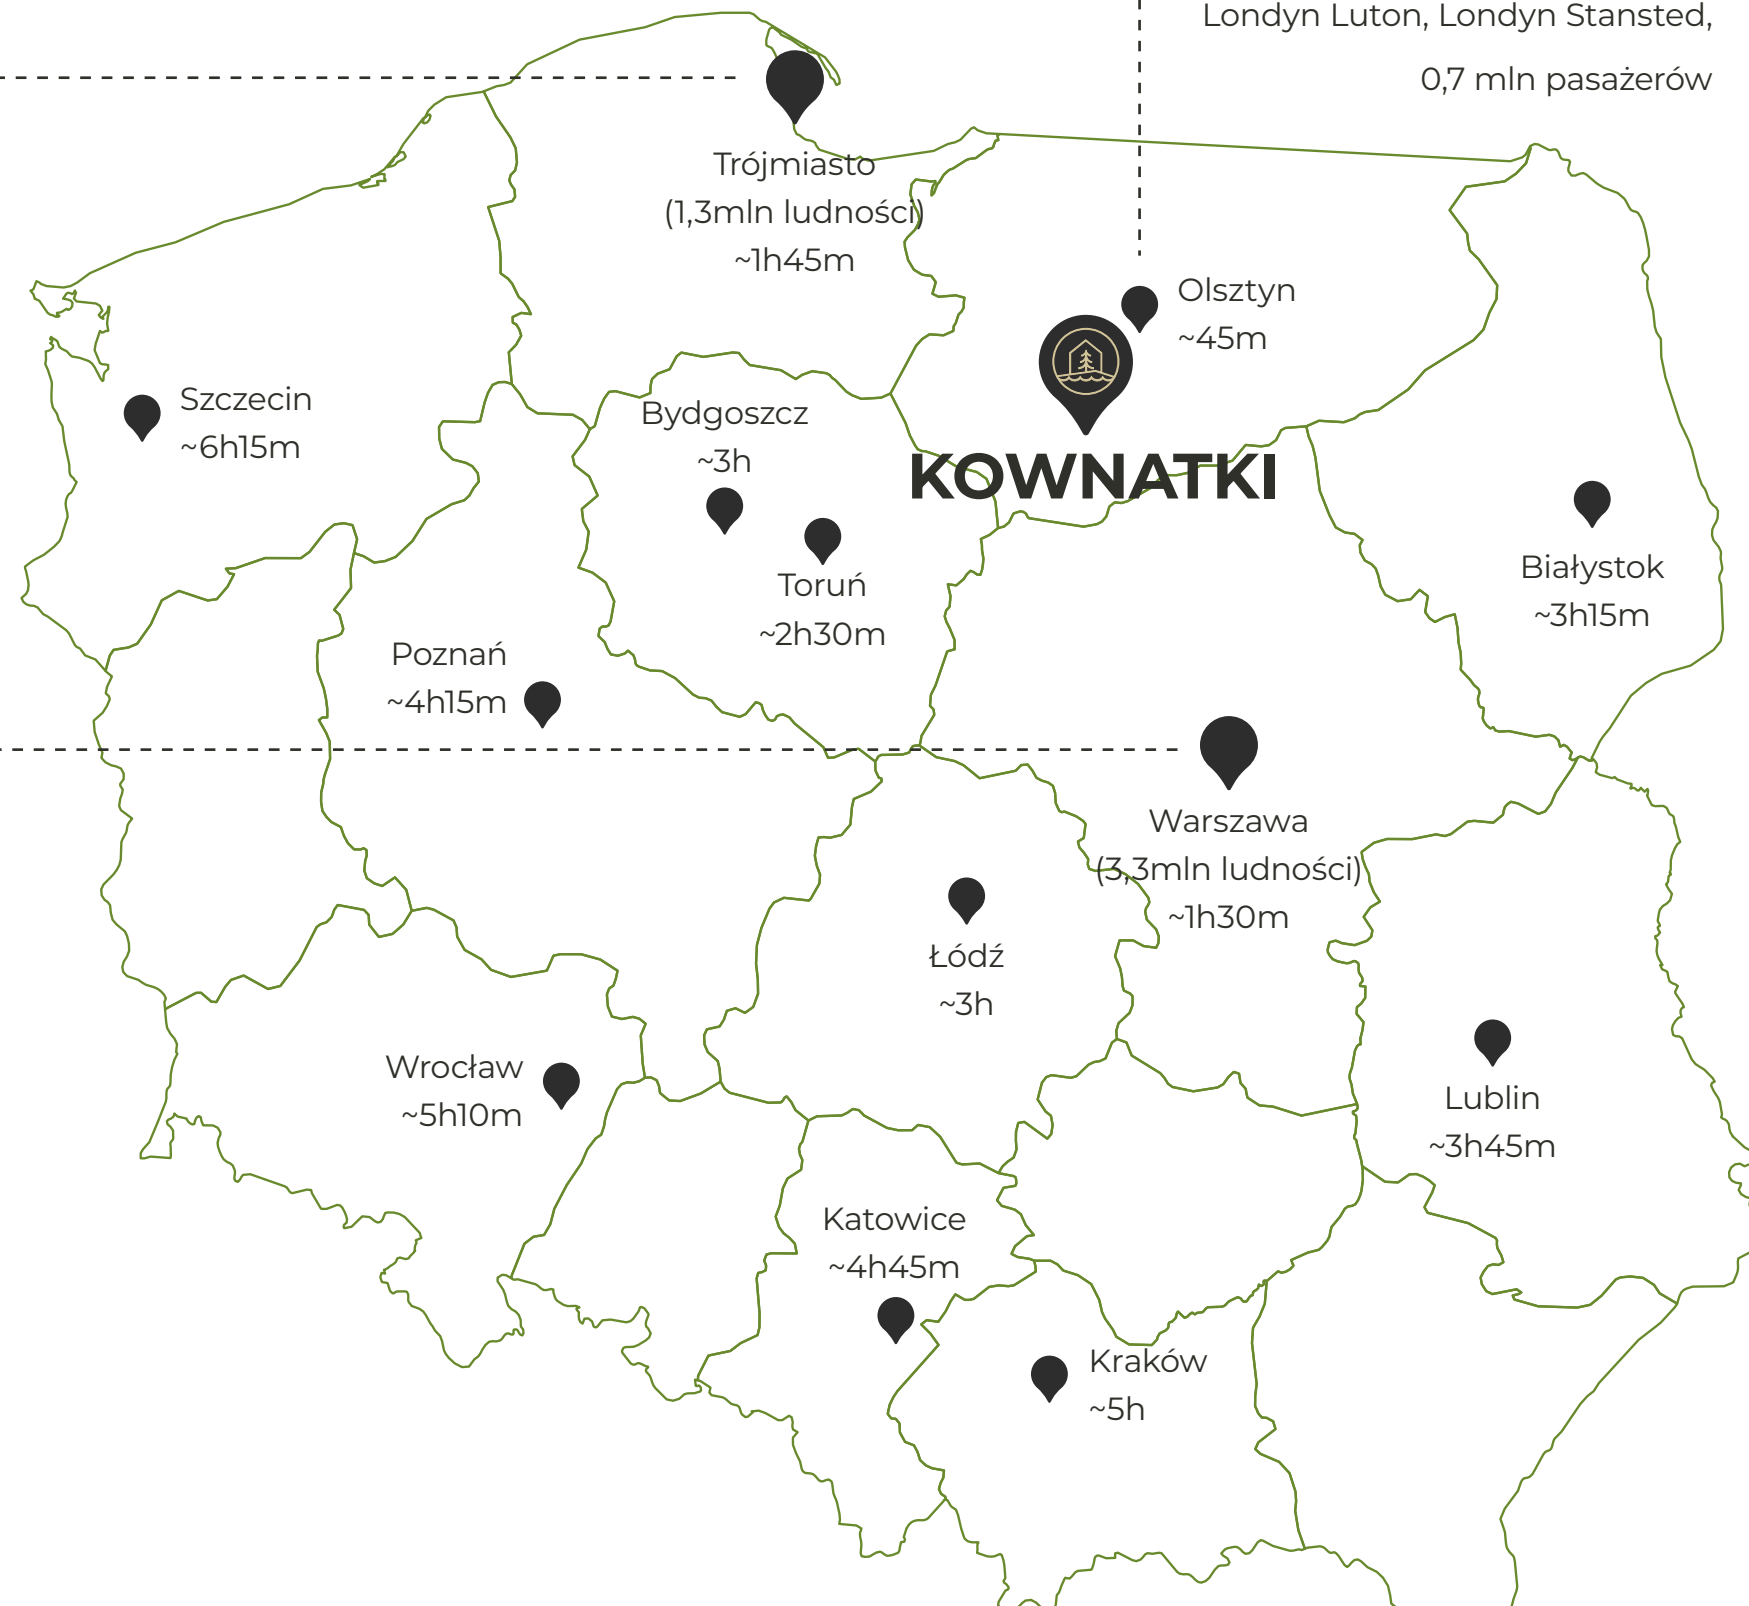 Londyn Luton, Londyn Stansted,
0,7 mln pasażerów
Trójmiasto
(1,3mln ludności)
~1h45m
Olsztyn
~45m
Szczecin
~6h15m
Bydgoszcz
~3h
KOWNATKI
Toruń
~2h30m
Białystok
~3h15m
Poznań
~4h15m
Warszawa
(3,3mln ludności)
~1h30m
Łódź
~3h
Wrocław
~5h10m
Lublin
~3h45m
Katowice
~4h45m
Kraków
~5h